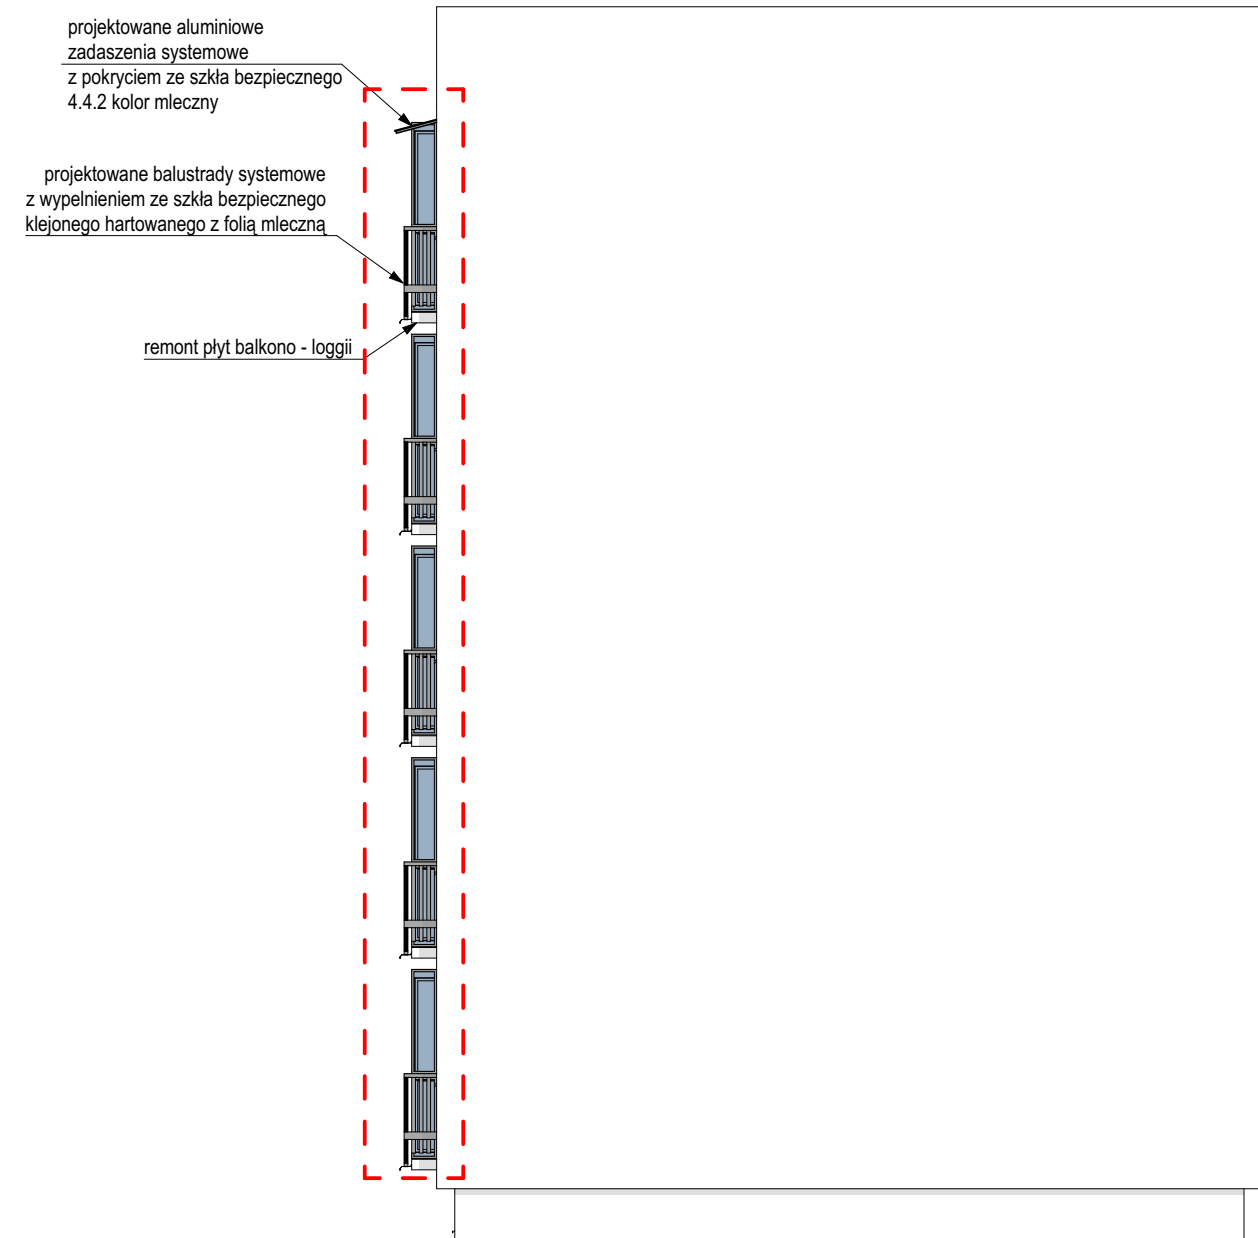 projektowane aluminiowe
zadaszenia systemowe
z pokryciem ze szkła bezpiecznego
4.4.2 kolor mleczny
projektowane balustrady systemowe
z wypelnieniem ze szkła bezpiecznego
klejonego hartowanego z folią mleczną
remont płyt balkono - loggii